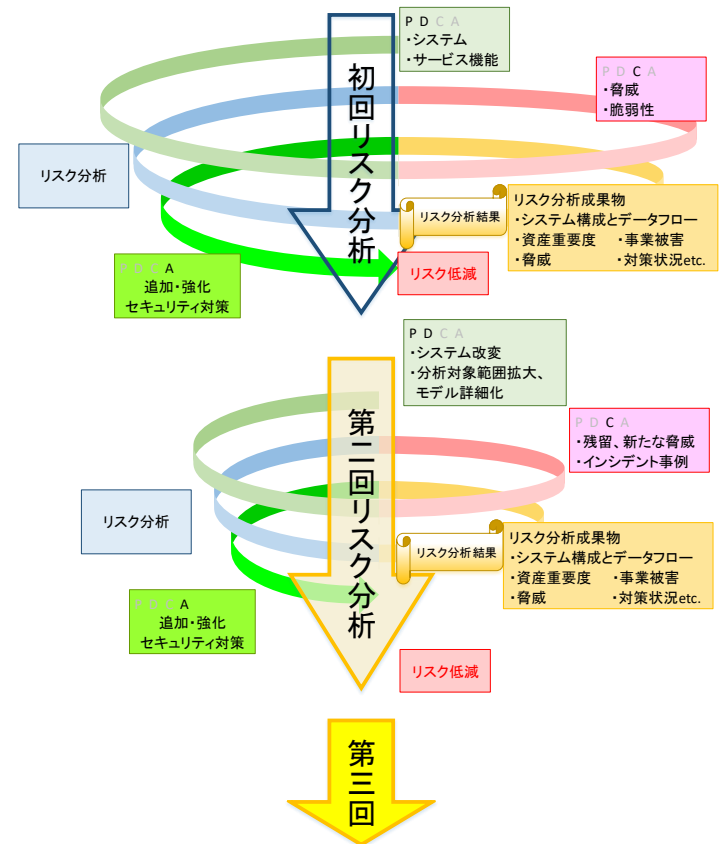 P D C A
・システム
・サービス機能
初回リスク分析
P D C A
・脅威
・脆弱性
リスク分析
リスク分析結果
リスク分析成果物
・システム構成とデータフロー
・資産重要度 ・事業被害
・脅威 ・対策状況etc.
P D C A
追加・強化
セキュリティ対策
リスク低減
P D C A
・システム改変
・分析対象範囲拡大、
モデル詳細化
第二回リスク分析
P D C A
・残留、新たな脅威
・インシデント事例
リスク分析
リスク分析結果
リスク分析成果物
・システム構成とデータフロー
・資産重要度 ・事業被害
・脅威 ・対策状況etc.
P D C A
追加・強化
セキュリティ対策
リスク低減
第三回